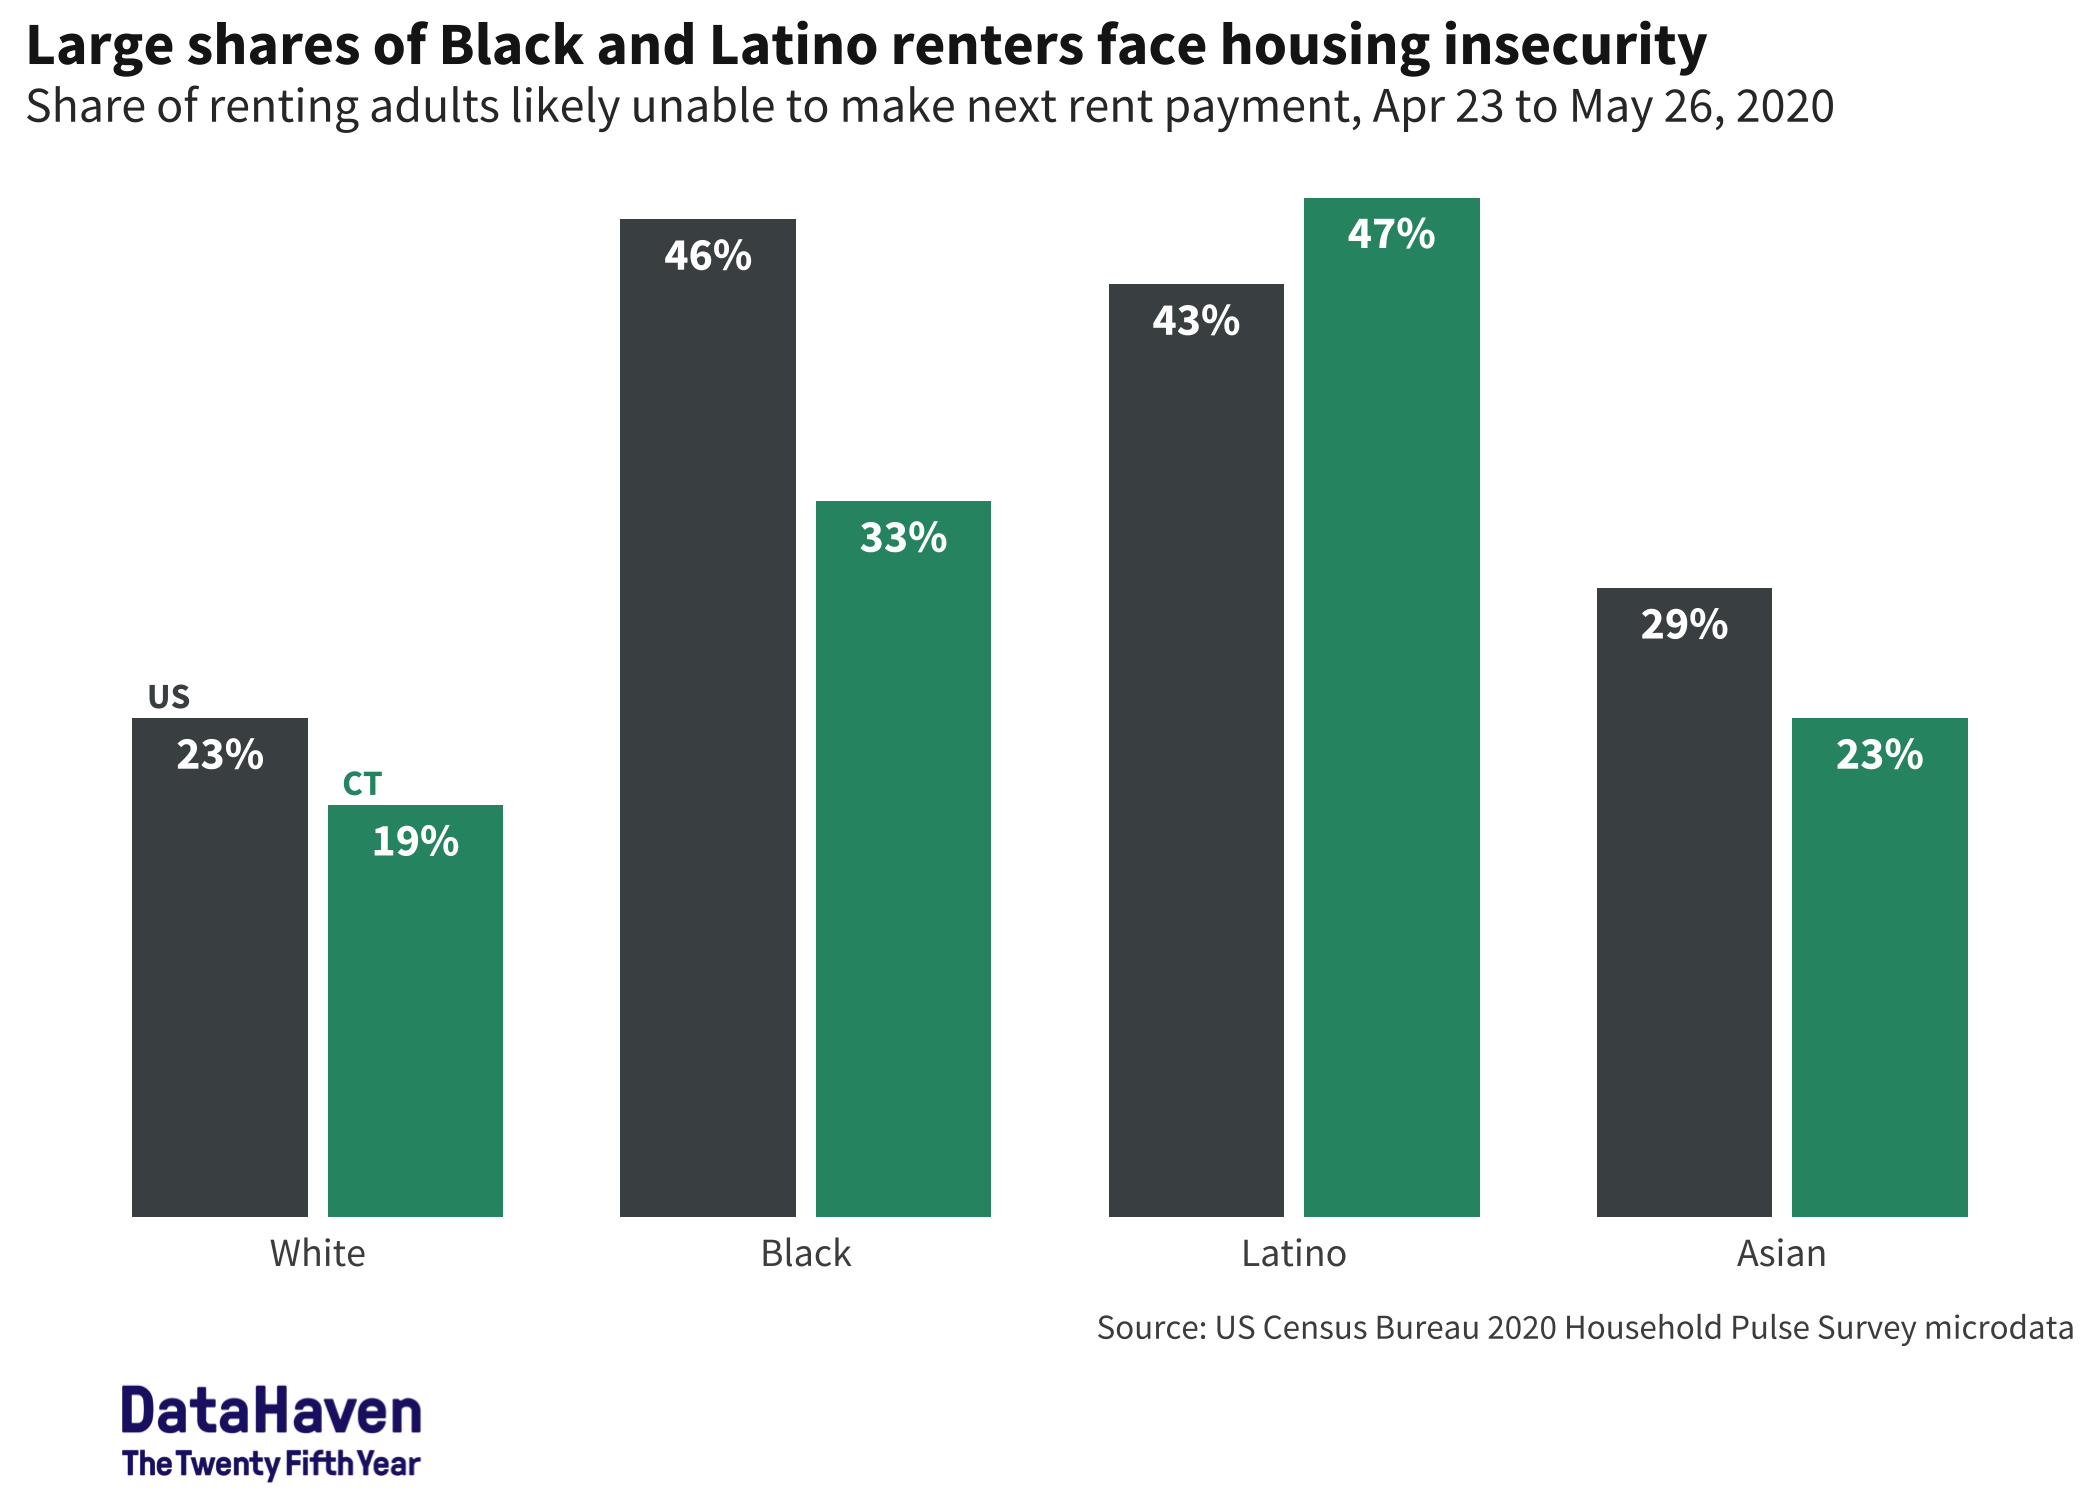 Large shares of Black and Latino renters face housing insecurity
Share of renting adults likely unable to make next rent payment, Apr 23 to May 26, 2020
47%
46%
43%
33%
29%
US
23%
23%
CT
19%
White Black Latino Asian
Source: US Census Bureau 2020 Household Pulse Survey microdata
DataHaven
The Twenty Fifth Year